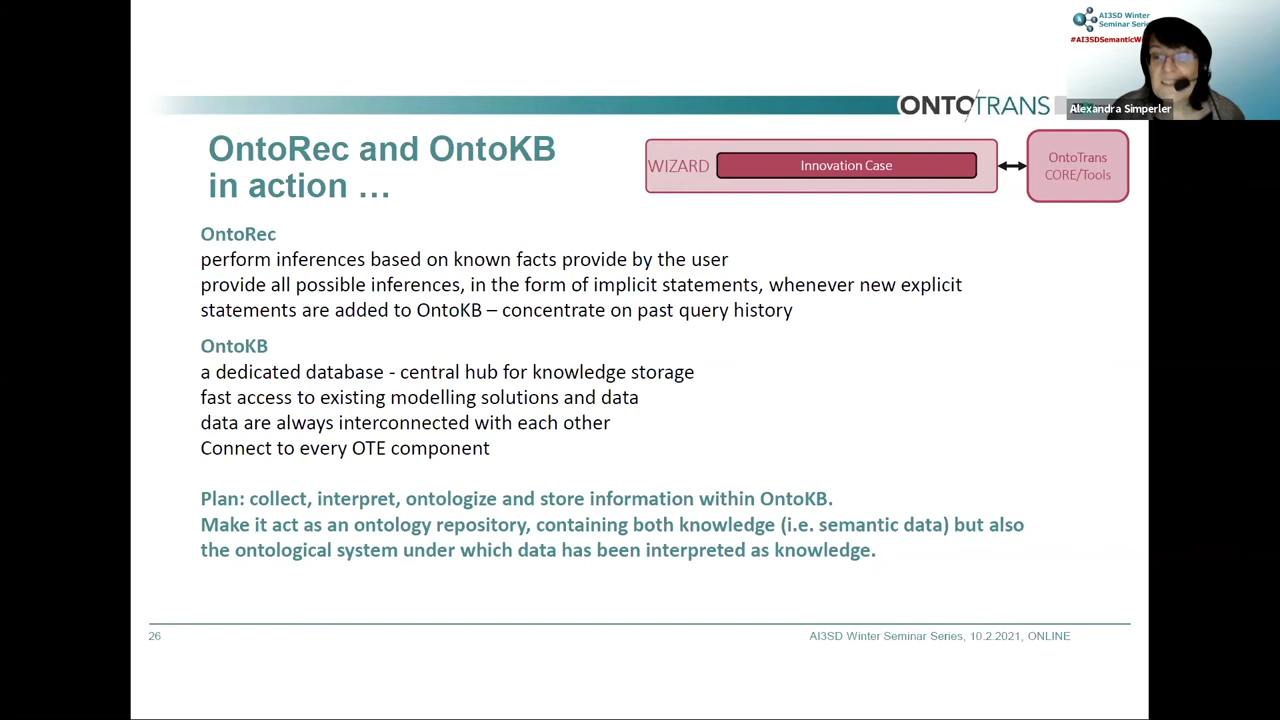 AI3SD Winter
Seminar Series
#AI3SDSemanticW
Alexandra Simperler
ONTOTRANS
OntoRec and OntoKB
in action …
WIZARD
Innovation Case
OntoTrans
CORE/Tools
OntoRec
perform inferences based on known facts provide by the user
provide all possible inferences, in the form of implicit statements, whenever new explicit
statements are added to OntoKB – concentrate on past query history
OntoKB
a dedicated database - central hub for knowledge storage
fast access to existing modelling solutions and data
data are always interconnected with each other
Connect to every OTE component
Plan: collect, interpret, ontologize and store information within OntoKB.
Make it act as an ontology repository, containing both knowledge (i.e. semantic data) but also
the ontological system under which data has been interpreted as knowledge.
26
AI3SD Winter Seminar Series, 10.2.2021, ONLINE